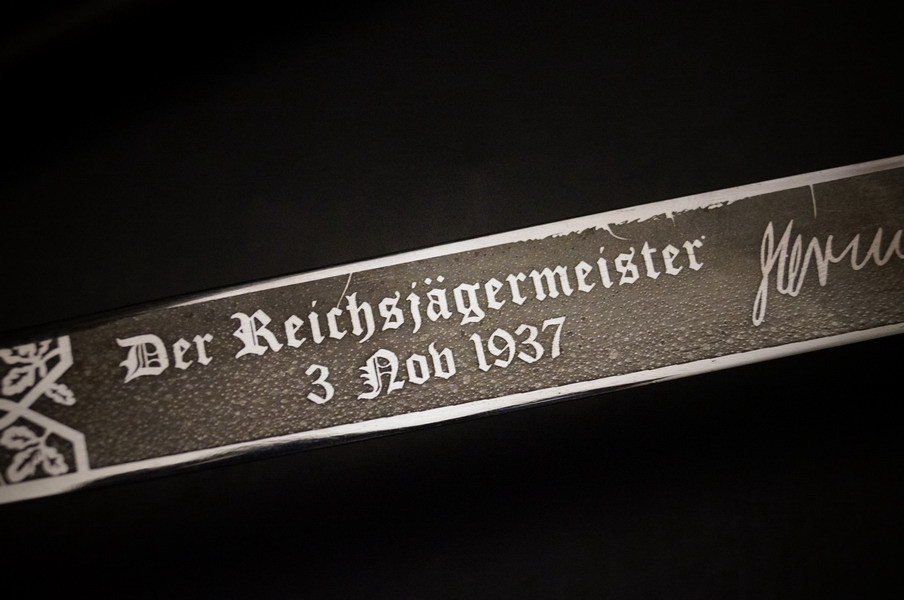 Der Reichsjägermeister
3 Nov 1937